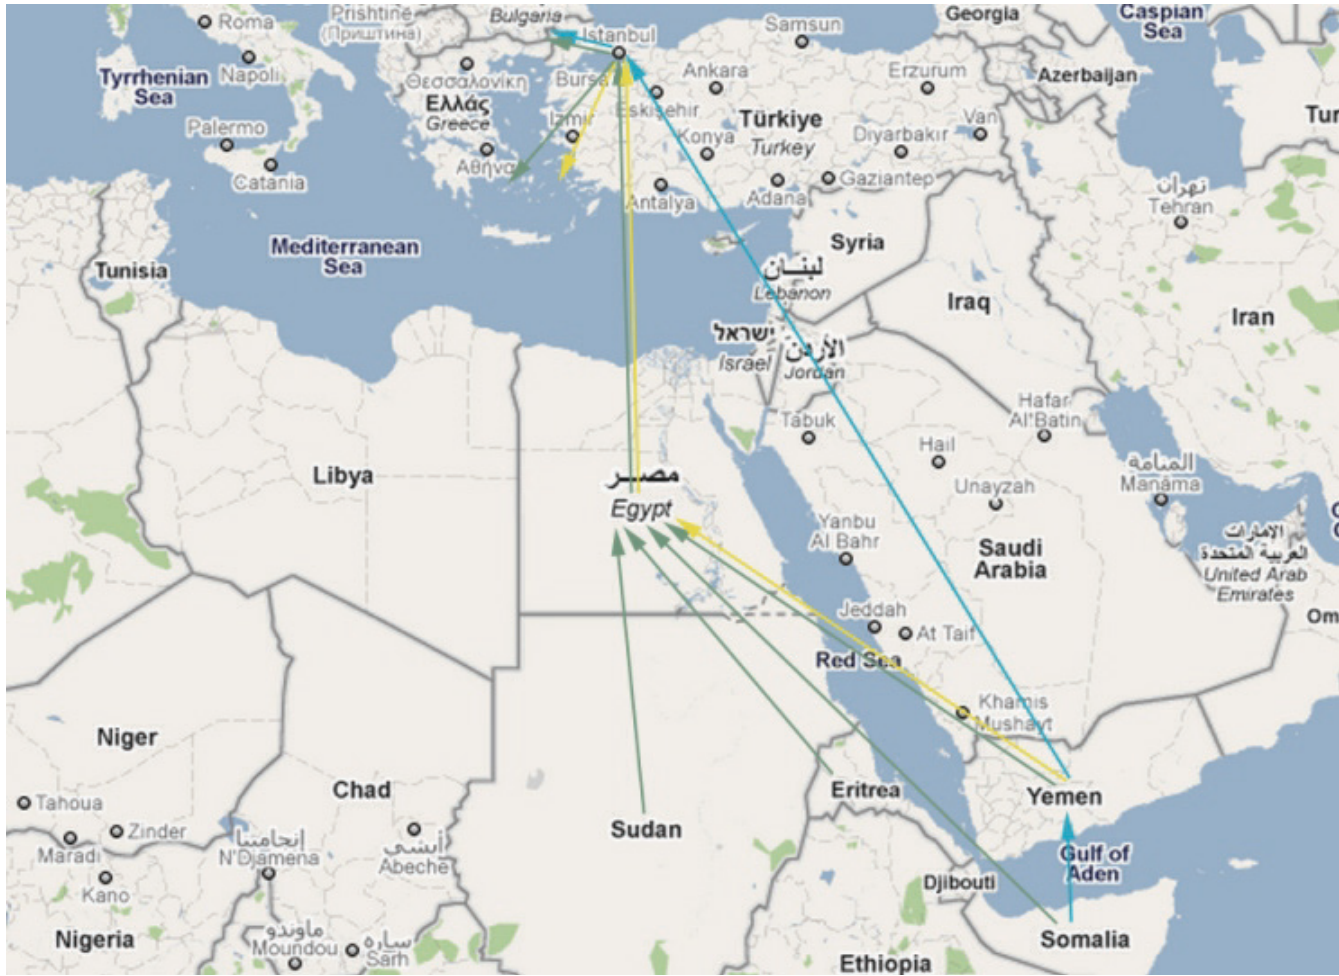 Roma
Prishtinë
(Приштина)
Bulgaria
Istanbul
Samsun
Georgia
Caspian
Sea
Tyrrhenian
Sea
Napoli
Θεσσαλονίκη
Bursa
Ankara
Erzurum
Azerbaijan
Ελλάς
Greece
Eskişehir
Izmir
Türkiye
Turkey
Van
Tur
Palermo
Αθήνα
Konya
Diyarbakır
Catania
Antalya
Adana
Gaziantep
تهران
Tehran
Mediterranean
Sea
Syria
Tunisia
لبنان
Lebanon
Iraq
Iran
ישראל
Israel
الأردن
Jordan
Tabuk
Hafar
Al'Batin
Hail
Libya
مصر
Egypt
Unayzah
المنامة
Manama
Yanbu
Al Bahr
Saudi
Arabia
الإمارات
العربية المتحدة
United Arab
Emirates
Jeddah
At Taif
Om
Red Sea
Khamis
Mushayt
Niger
Chad
Eritrea
Yemen
Tahoua
Zinder
Sudan
Maradi
إنجامينا
N'Djamena
أبشي
Abeche
Gulf of
Aden
Kano
Djibouti
Nigeria
ماوندو
Moundou
ساره
Sarh
Somalia
Ethiopia